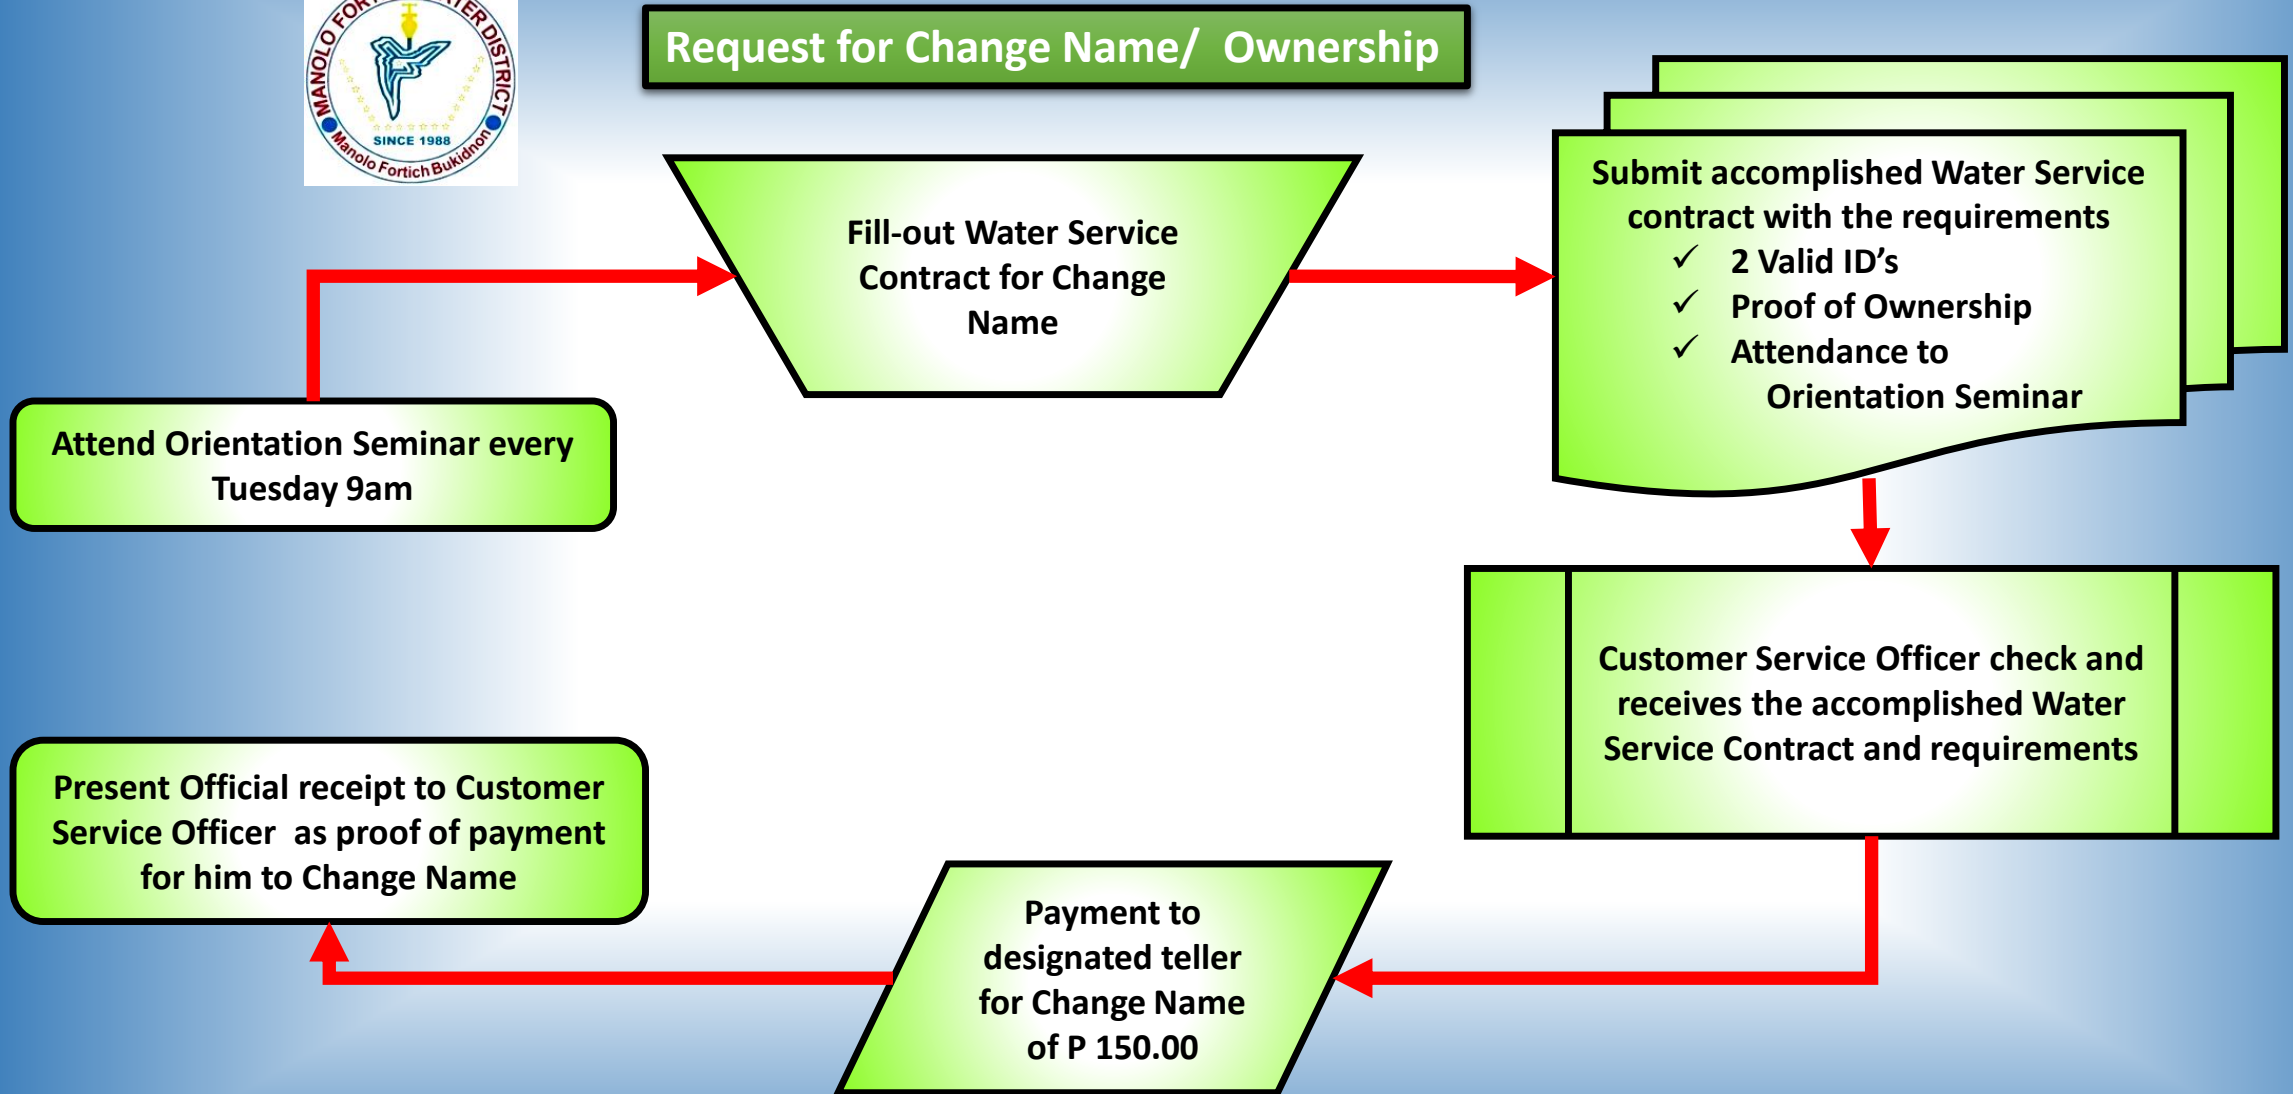 MANOLO FORTICH WATER DISTRICT
SINCE 1988
Manolo Fortich Bukidnon
Request for Change Name/ Ownership
Attend Orientation Seminar every
Tuesday 9am
Fill-out Water Service
Contract for Change
Name
Submit accomplished Water Service
contract with the requirements
✓ 2 Valid ID’s
✓ Proof of Ownership
✓ Attendance to
Orientation Seminar
Customer Service Officer check and
receives the accomplished Water
Service Contract and requirements
Payment to
designated teller
for Change Name
of P 150.00
Present Official receipt to Customer
Service Officer as proof of payment
for him to Change Name